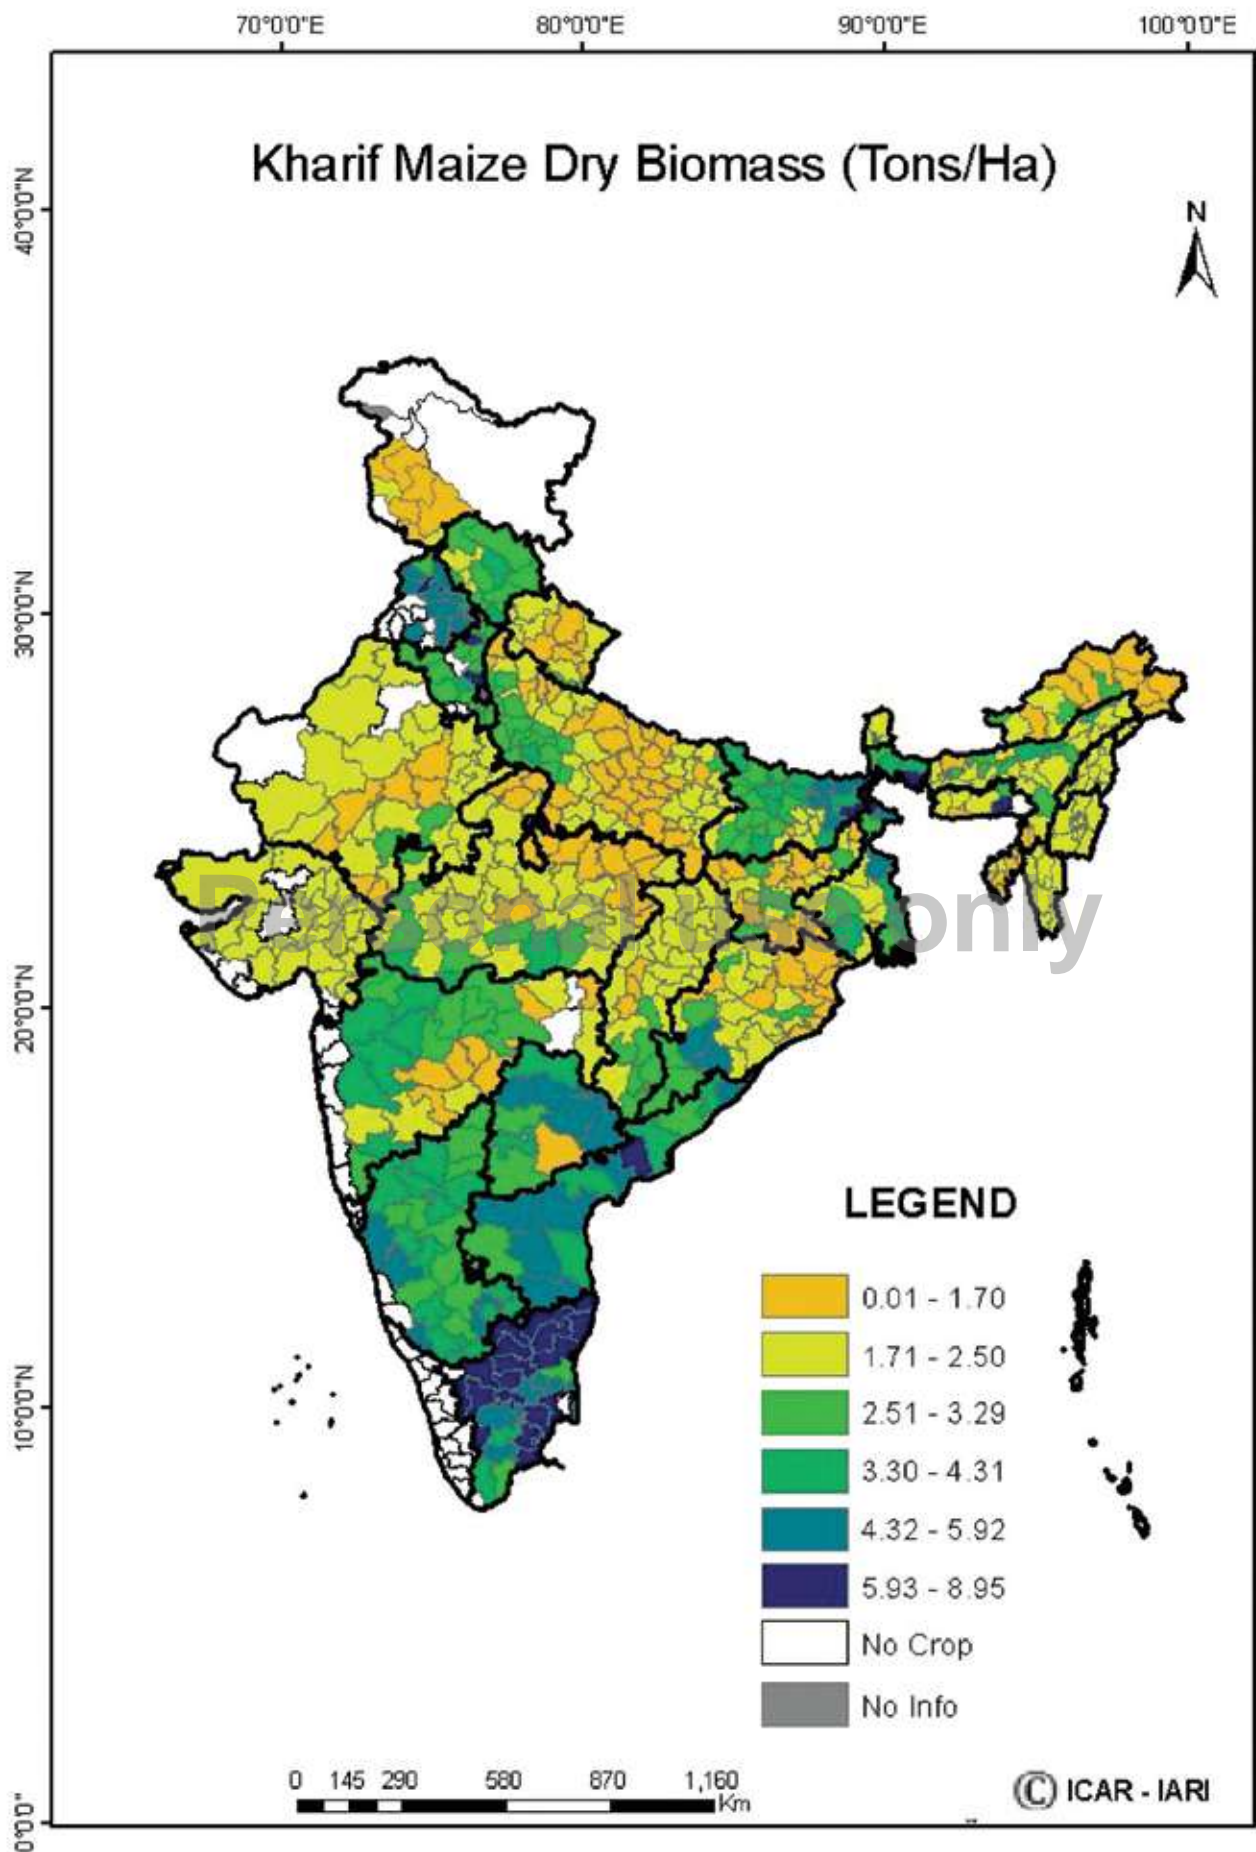 70°0'0"E 80°0'0"E 90°0'0"E 100°0'0"E
Kharif Maize Dry Biomass (Tons/Ha)
N
40°0'0"N
30°0'0"N
20°0'0"N
10°0'0"N
0°0'0"
Personal use only
LEGEND
0.01 - 1.70
1.71 - 2.50
2.51 - 3.29
3.30 - 4.31
4.32 - 5.92
5.93 - 8.95
No Crop
No Info
0 145 290 580 870 1,160
Km
© ICAR - IARI